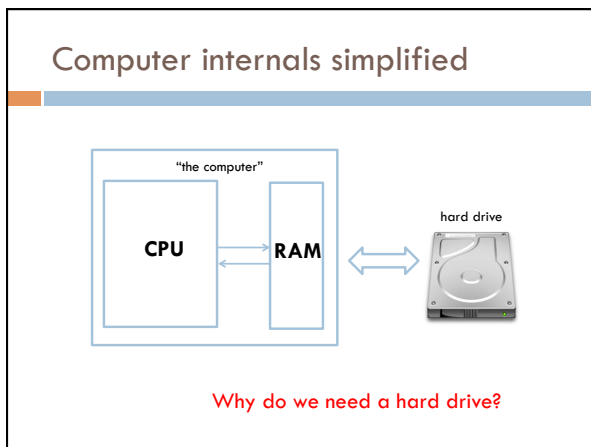 Computer internals simplified
“the computer”
CPU
RAM
hard drive
Why do we need a hard drive?